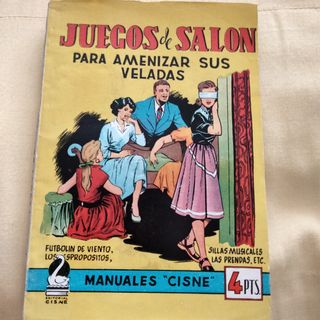 JUEGOS de SALON
PARA AMENIZAR SUS
VELADAS
FUTBOLIN DE VIENTO,
LOS DESPROPOSITOS,
SILLAS MUSICALES
LAS PRENDAS, ETC.
EDITORIAL
CISNE
MANUALES "CISNE"
4 PTS